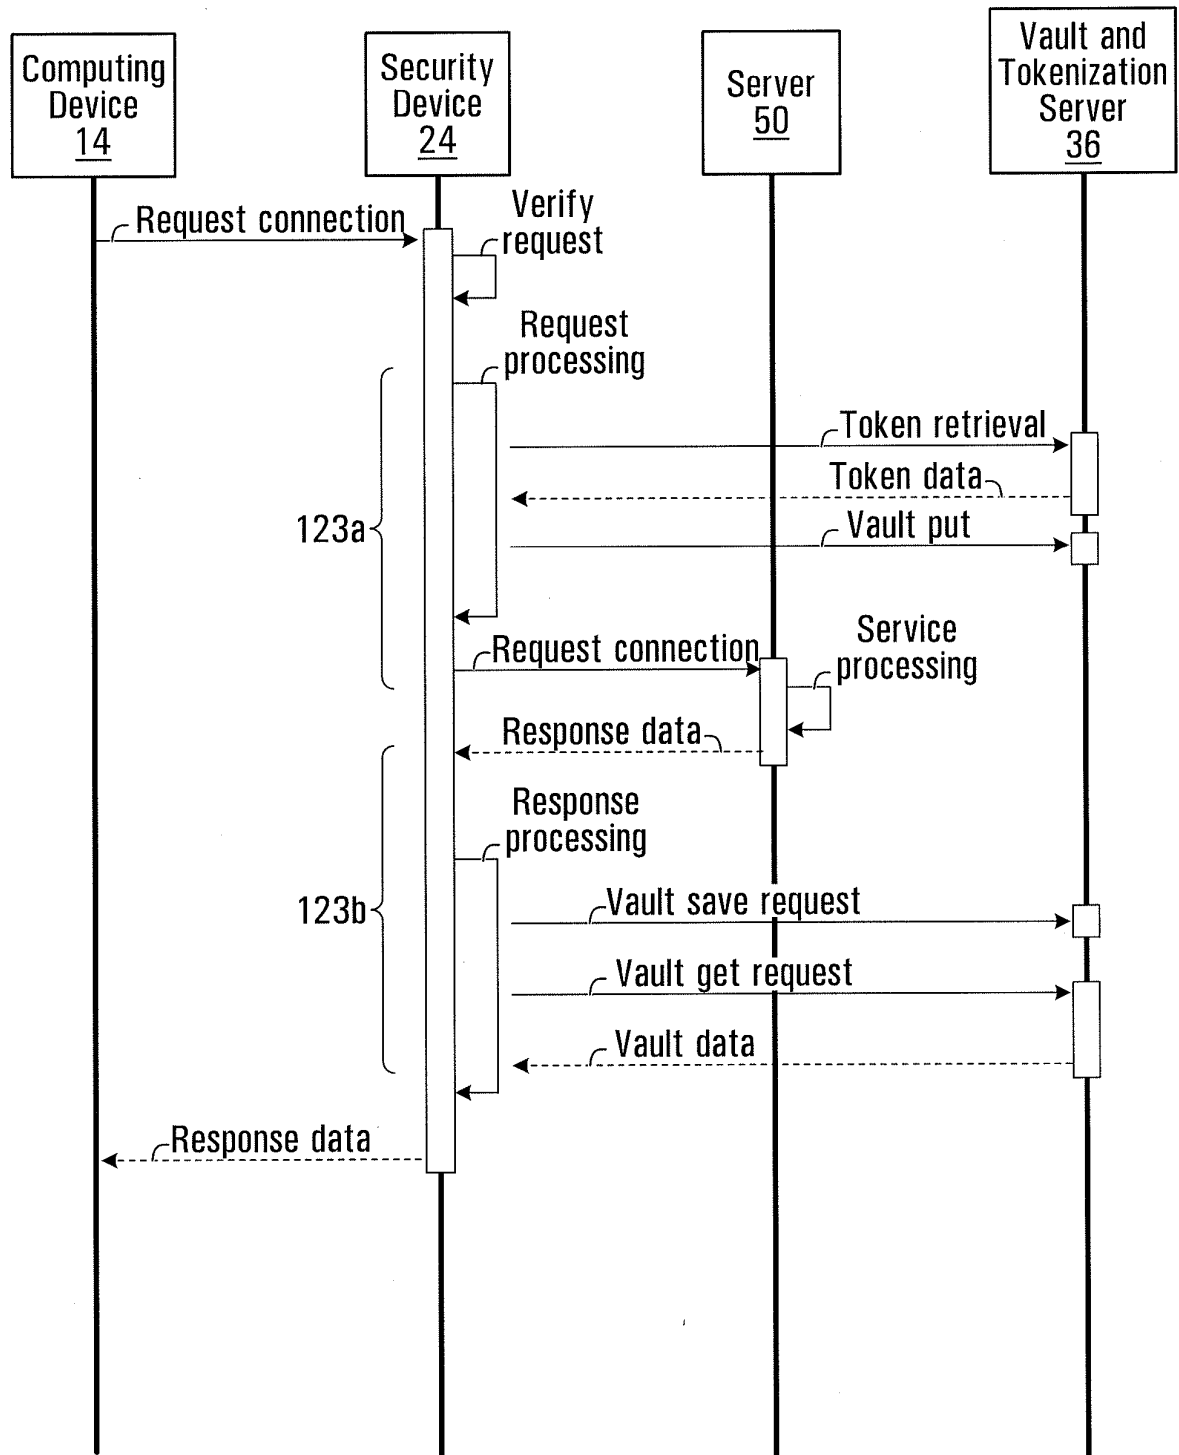 Computing
Device
14
Security
Device
24
Server
50
Vault and
Tokenization
Server
36
Request connection
Verify
request
Request
processing
Token retrieval
Token data
Vault put
123a
Request connection
Service
processing
Response data
Response
processing
123b
Vault save request
Vault get request
Vault data
Response data